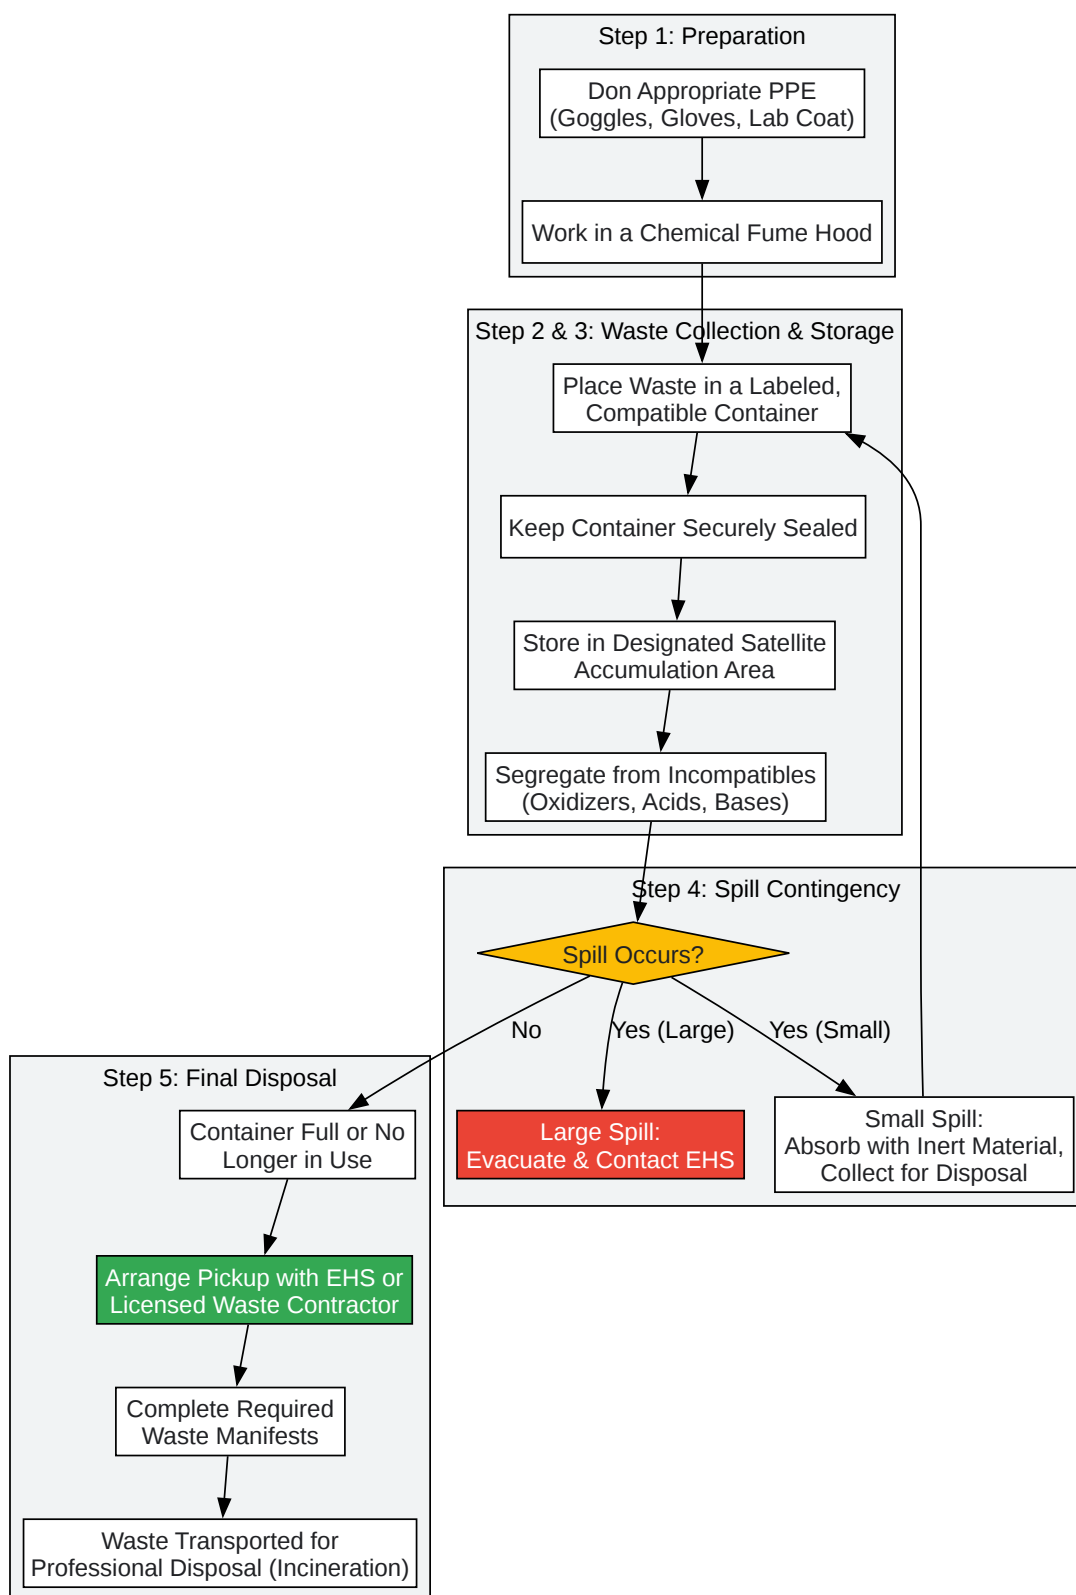 Step 1: Preparation
Don Appropriate PPE
(Goggles, Gloves, Lab Coat)
Work in a Chemical Fume Hood
Step 2 & 3: Waste Collection & Storage
Place Waste in a Labeled,
Compatible Container
Keep Container Securely Sealed
Store in Designated Satellite
Accumulation Area
Segregate from Incompatibles
(Oxidizers, Acids, Bases)
Step 4: Spill Contingency
Spill Occurs?
No
Yes (Large)
Yes (Small)
Large Spill:
Evacuate & Contact EHS
Small Spill:
Absorb with Inert Material,
Collect for Disposal
Step 5: Final Disposal
Container Full or No
Longer in Use
Arrange Pickup with EHS or
Licensed Waste Contractor
Complete Required
Waste Manifests
Waste Transported for
Professional Disposal (Incineration)